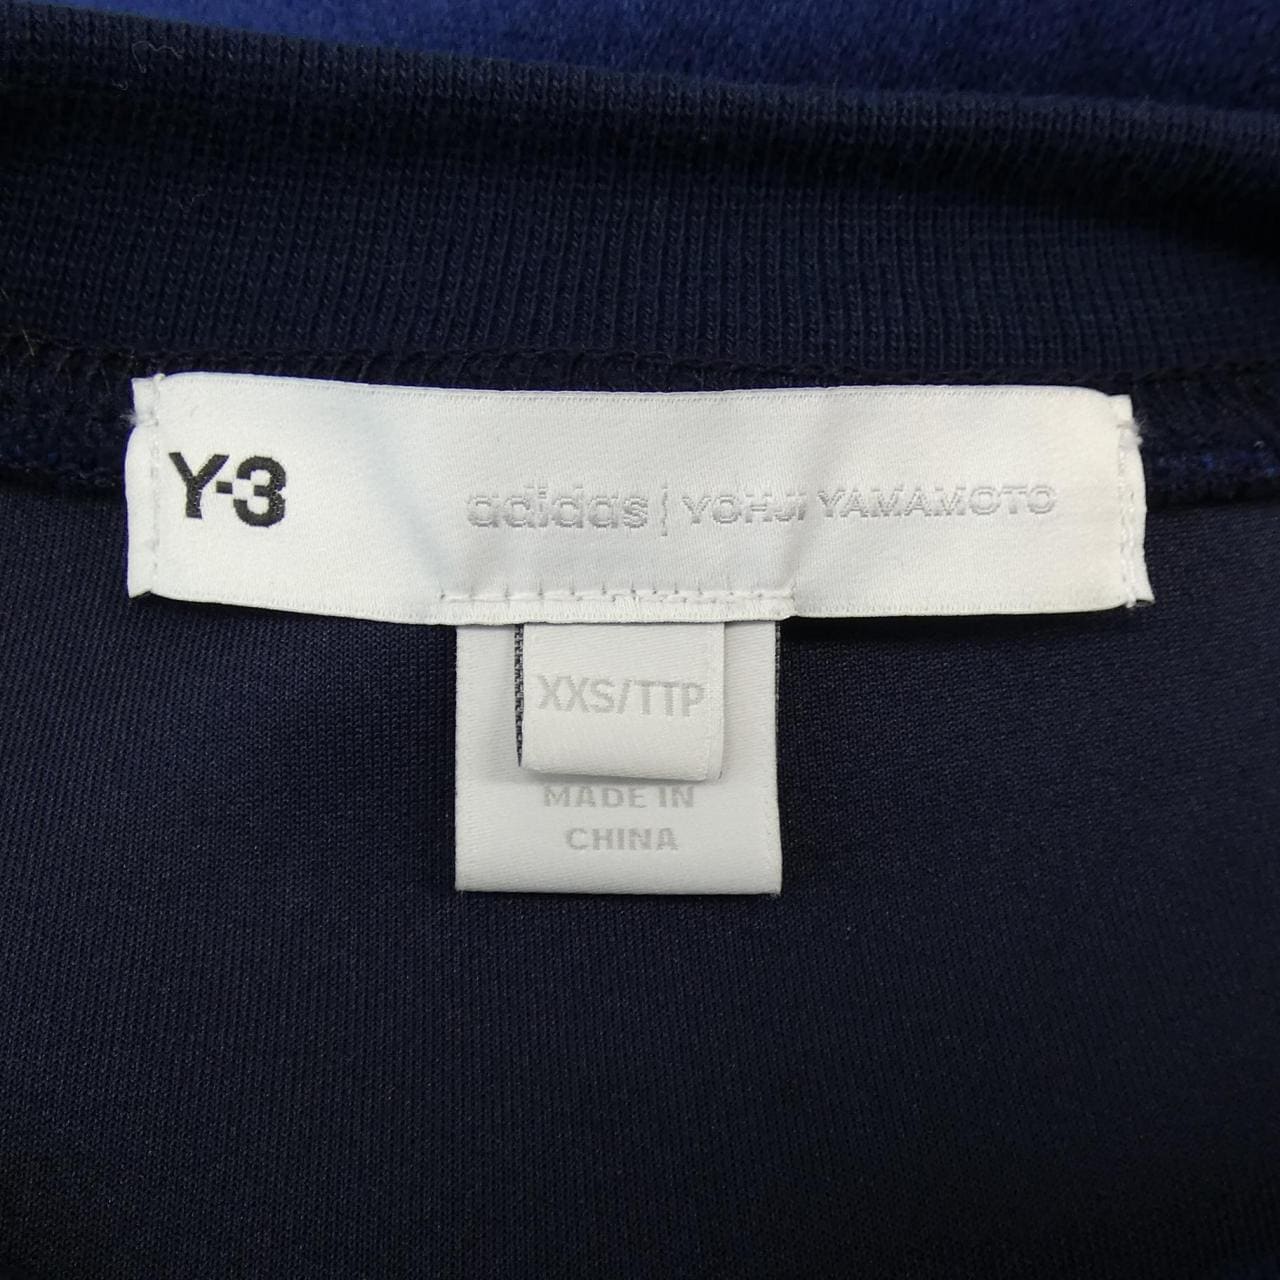 Y-3 adidas | YOHJI YAMAMOTO
XXS/TTP
MADE IN
CHINA